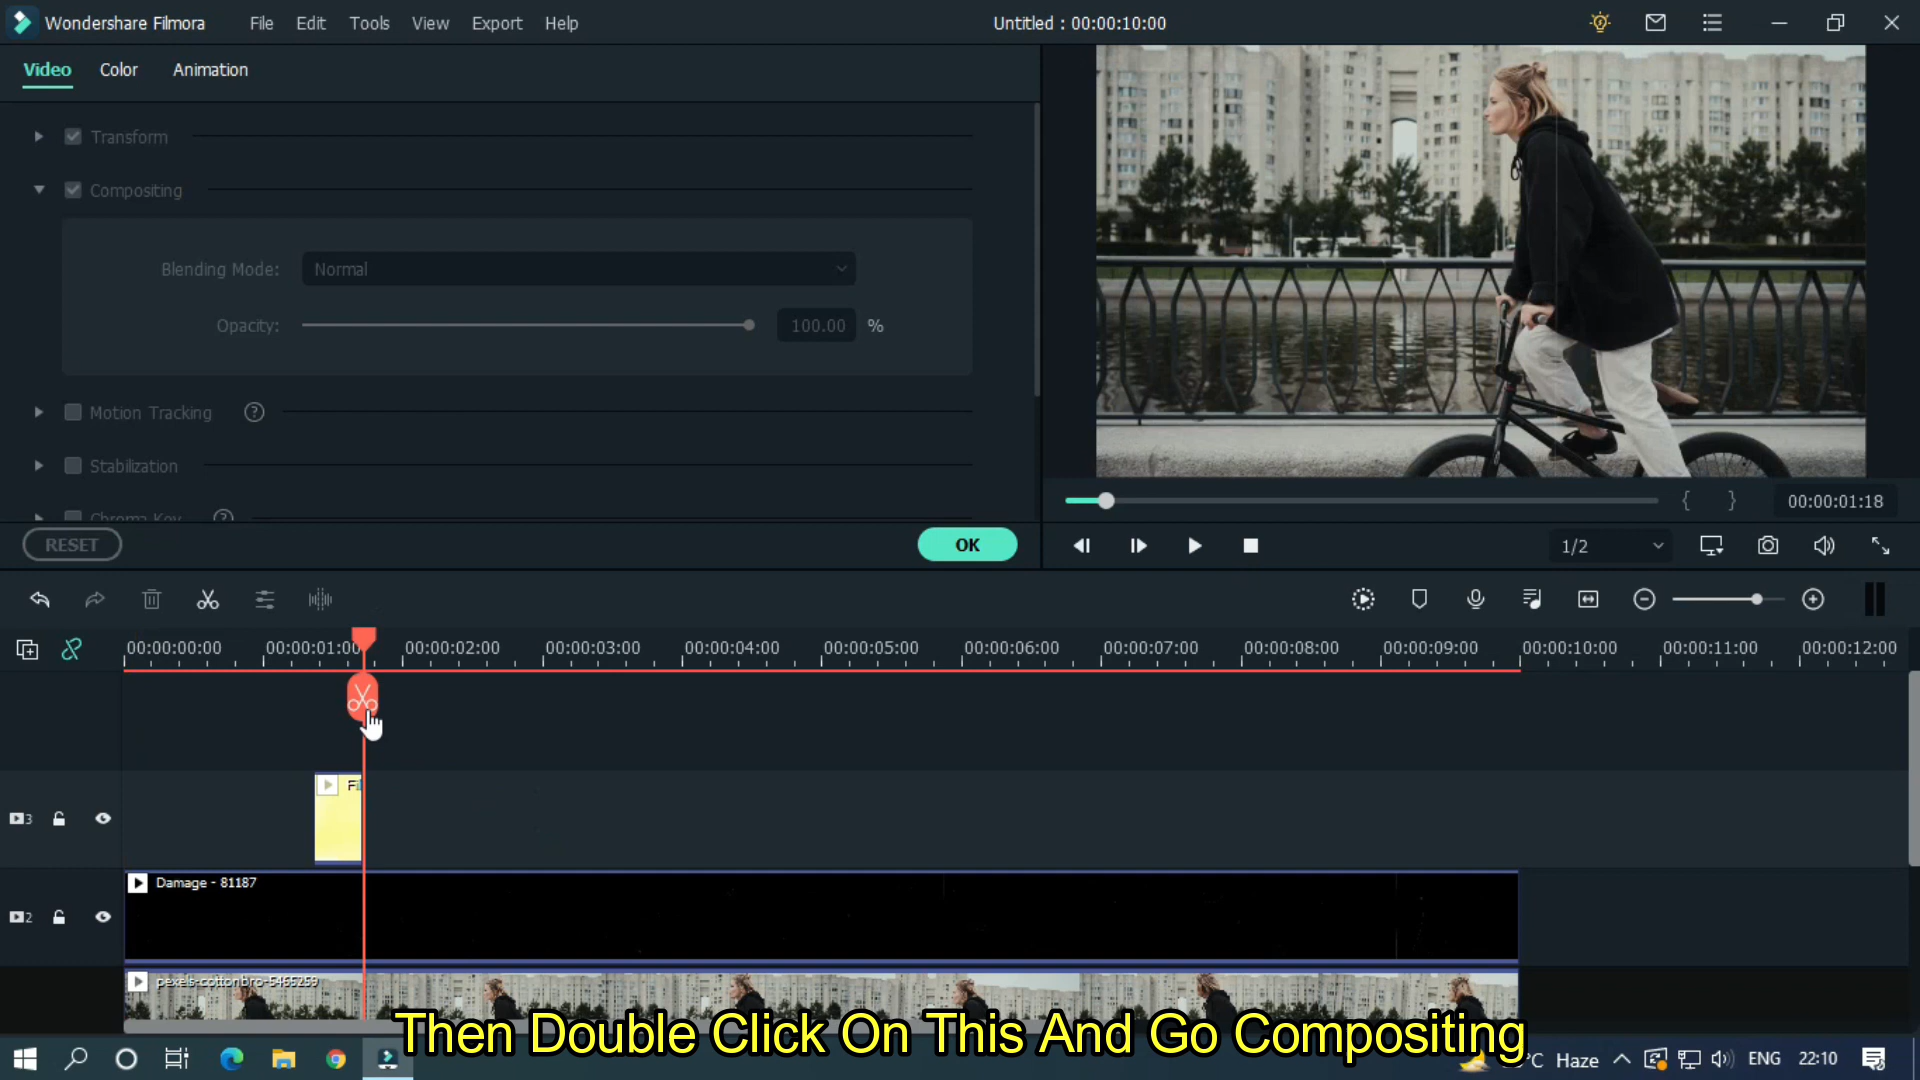 Wondershare Filmora
File Edit Tools View Export Help
Untitled : 00:00:10:00
Video Color Animation
Transform
Compositing
Blending Mode: Normal
Opacity: 100.00 %
Motion Tracking ?
Stabilization
Chroma Key ?
RESET OK
{ } 00:00:01:18
1/2
00:00:00:00 00:00:01:00 00:00:02:00 00:00:03:00 00:00:04:00 00:00:05:00 00:00:06:00 00:00:07:00 00:00:08:00 00:00:09:00 00:00:10:00 00:00:11:00 00:00:12:00
3
Damage - 81187
2
pexels-cottonbro-5465259
Then Double Click On This And Go Compositing
°C Haze ENG 22:10